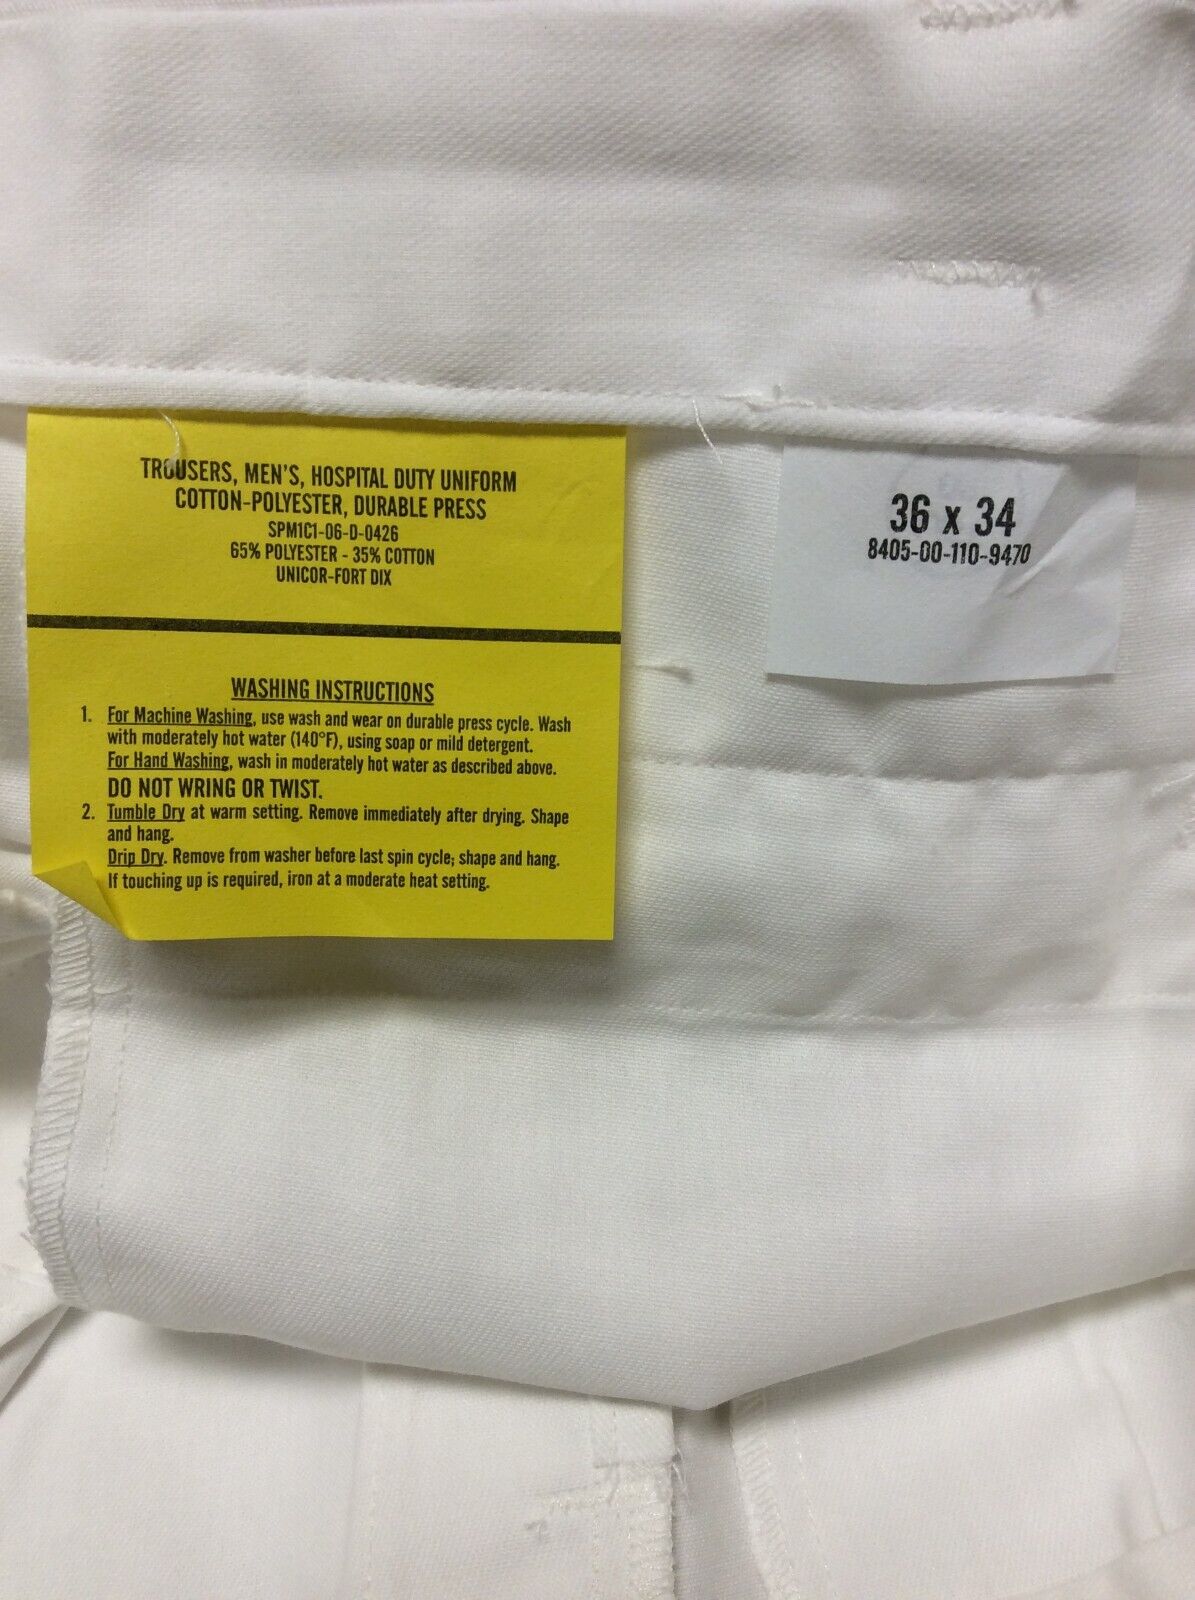 TROUSERS, MEN'S, HOSPITAL DUTY UNIFORM
COTTON-POLYESTER, DURABLE PRESS
SPM1C1-06-D-0426
65% POLYESTER - 35% COTTON
UNICOR-FORT DIX
WASHING INSTRUCTIONS
1. For Machine Washing, use wash and wear on durable press cycle. Wash
with moderately hot water (140°F), using soap or mild detergent.
For Hand Washing, wash in moderately hot water as described above.
DO NOT WRING OR TWIST.
2. Tumble Dry at warm setting. Remove immediately after drying. Shape
and hang.
Drip Dry. Remove from washer before last spin cycle; shape and hang.
If touching up is required, iron at a moderate heat setting.
36 x 34
8405-00-110-9470